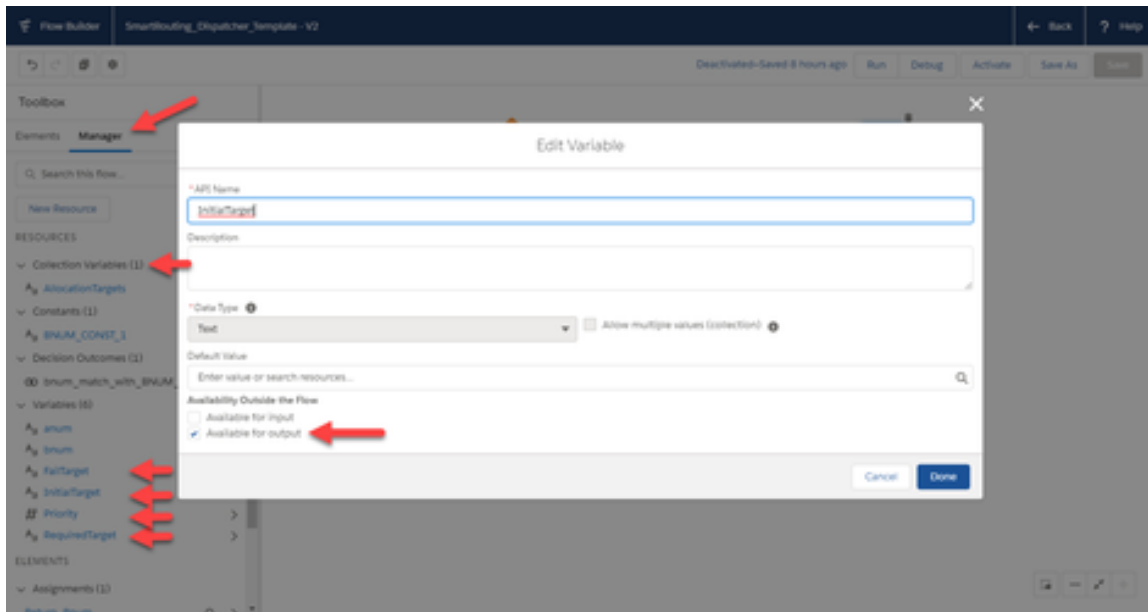 Flow Builder
SmartRouting_Dispatcher_Template - V2
Back
? Help
Deactivated–Saved 8 hours ago
Run
Debug
Activate
Save As
Save
Toolbox
Elements
Manager
Search this flow...
New Resource
RESOURCES
Collection Variables (1)
AllocationTargets
Constants (1)
BNUM_CONST_1
Decision Outcomes (1)
bnum_match_with_BNUM_
Variables (6)
anum
bnum
FailTarget
InitialTarget
Priority
RequiredTarget
ELEMENTS
Assignments (1)
Edit Variable
*API Name
InitialTarget
Description
*Data Type
Text
Allow multiple values (collection)
Default Value
Enter value or search resources...
Availability Outside the Flow
Available for input
Available for output
Cancel
Done